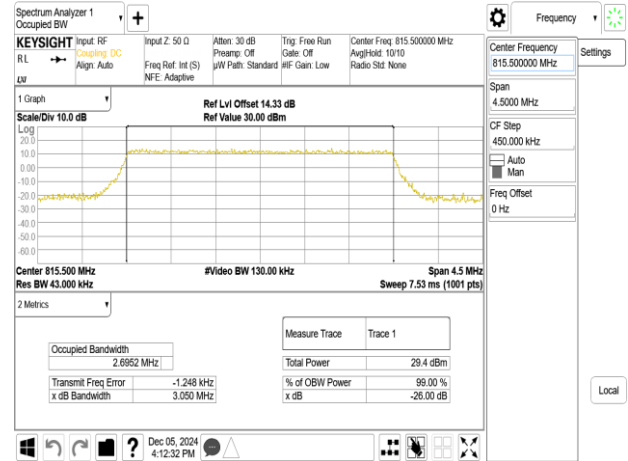 Spectrum Analyzer 1
Occupied BW
Frequency
KEYSIGHT
RL
LXI
Input: RF
Coupling: DC
Align: Auto
Input Z: 50 Ω
Freq Ref: Int (S)
NFE: Adaptive
Atten: 30 dB
Preamp: Off
µW Path: Standard
Trig: Free Run
Gate: Off
#IF Gain: Low
Center Freq: 815.500000 MHz
Avg|Hold: 10/10
Radio Std: None
Center Frequency
815.500000 MHz
Settings
Span
4.5000 MHz
CF Step
450.000 kHz
Auto
Man
Freq Offset
0 Hz
Local
1 Graph
Scale/Div 10.0 dB
Ref Lvl Offset 14.33 dB
Ref Value 30.00 dBm
Log
20.0
10.0
0.00
-10.0
-20.0
-30.0
-40.0
-50.0
-60.0
Center 815.500 MHz
#Video BW 130.00 kHz
Span 4.5 MHz
Res BW 43.000 kHz
Sweep 7.53 ms (1001 pts)
2 Metrics
Measure Trace Trace 1
Occupied Bandwidth
2.6952 MHz
Total Power 29.4 dBm
Transmit Freq Error -1.248 kHz
% of OBW Power 99.00 %
x dB Bandwidth 3.050 MHz
x dB -26.00 dB
?
Dec 05, 2024
4:12:32 PM